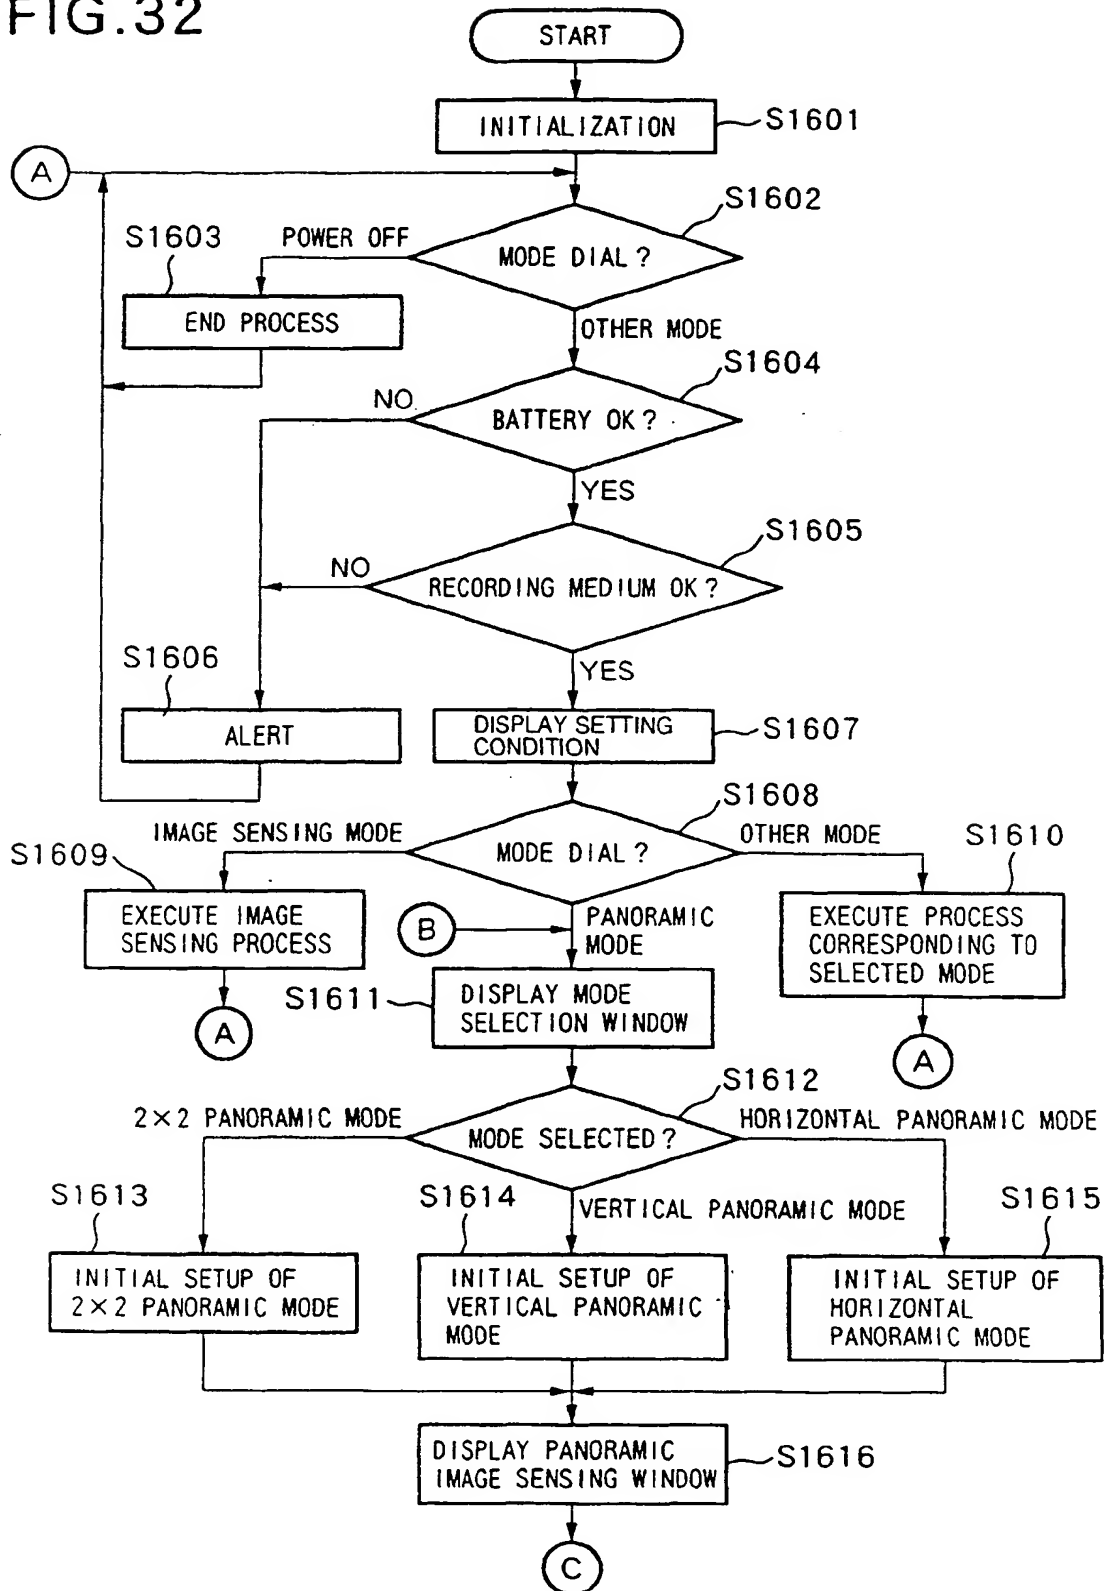 FIG.32
START
INITIALIZATION
S1601
A
S1602
S1603
POWER OFF
MODE DIAL?
END PROCESS
OTHER MODE
S1604
NO
BATTERY OK?
YES
S1605
NO
RECORDING MEDIUM OK?
S1606
YES
ALERT
DISPLAY SETTING
CONDITION
S1607
S1608
IMAGE SENSING MODE
MODE DIAL?
OTHER MODE
S1609
S1610
EXECUTE IMAGE
SENSING PROCESS
B
PANORAMIC
MODE
EXECUTE PROCESS
CORRESPONDING TO
SELECTED MODE
S1611
DISPLAY MODE
SELECTION WINDOW
A
A
S1612
2×2 PANORAMIC MODE
MODE SELECTED?
HORIZONTAL PANORAMIC MODE
S1613
S1614
VERTICAL PANORAMIC MODE
S1615
INITIAL SETUP OF
2×2 PANORAMIC MODE
INITIAL SETUP OF
VERTICAL PANORAMIC
MODE
INITIAL SETUP OF
HORIZONTAL
PANORAMIC MODE
DISPLAY PANORAMIC
IMAGE SENSING WINDOW
S1616
C